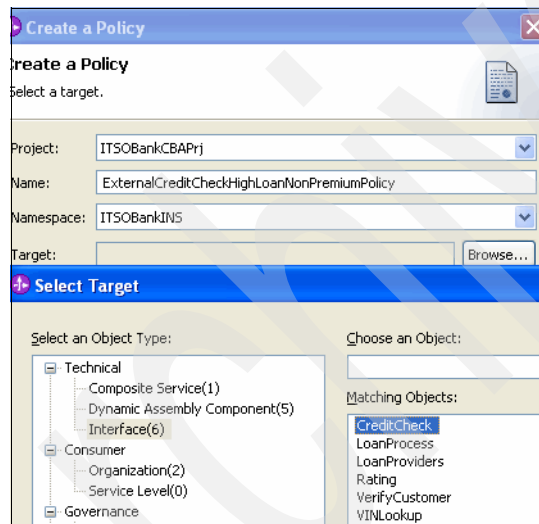 Create a Policy
Create a Policy
Select a target.
Project: ITSOBankCBAPrj
Name: ExternalCreditCheckHighLoanNonPremiumPolicy
Namespace: ITSOBankINS
Target: Browse...
Select Target
Select an Object Type: Choose an Object:
Technical
Composite Service(1) Matching Objects:
Dynamic Assembly Component(5)
Interface(6) CreditCheck
Consumer LoanProcess
Organization(2) LoanProviders
Service Level(0) Rating
Governance VerifyCustomer
VINLookup